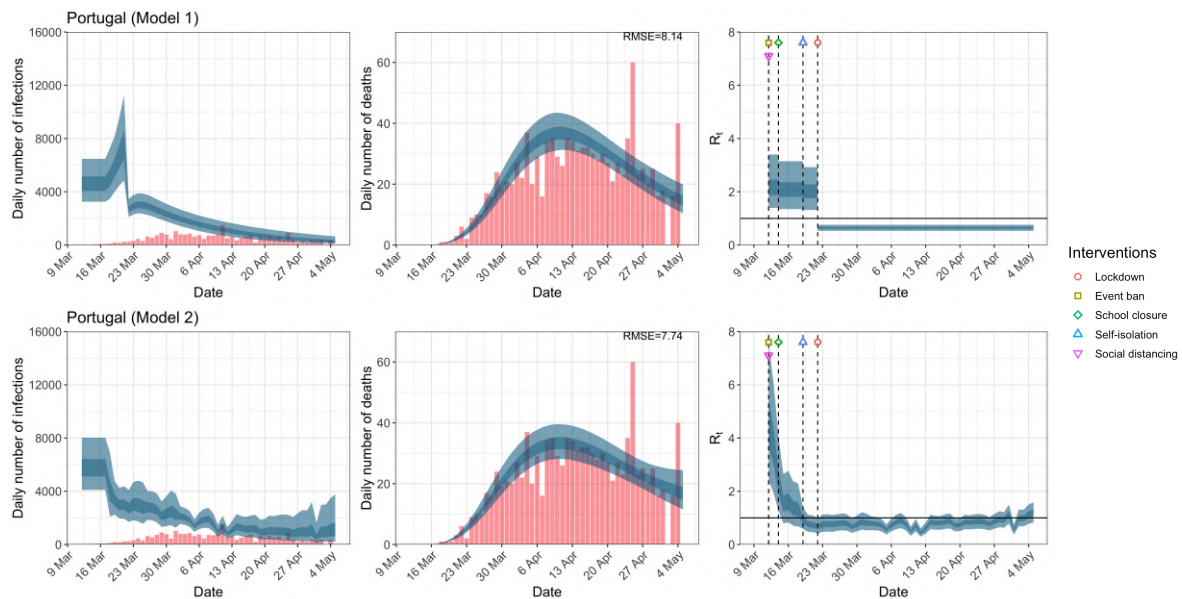 Portugal (Model 1)
Daily number of infections
16000
12000
8000
4000
0
9 Mar
16 Mar
23 Mar
30 Mar
6 Apr
13 Apr
20 Apr
27 Apr
4 May
Date
Daily number of deaths
RMSE=8.14
60
40
20
0
9 Mar
16 Mar
23 Mar
30 Mar
6 Apr
13 Apr
20 Apr
27 Apr
4 May
Date
Rt
8
6
4
2
0
9 Mar
16 Mar
23 Mar
30 Mar
6 Apr
13 Apr
20 Apr
27 Apr
4 May
Date
Interventions
Lockdown
Event ban
School closure
Self-isolation
Social distancing
Portugal (Model 2)
Daily number of infections
16000
12000
8000
4000
0
9 Mar
16 Mar
23 Mar
30 Mar
6 Apr
13 Apr
20 Apr
27 Apr
4 May
Date
Daily number of deaths
RMSE=7.74
60
40
20
0
9 Mar
16 Mar
23 Mar
30 Mar
6 Apr
13 Apr
20 Apr
27 Apr
4 May
Date
Rt
8
6
4
2
0
9 Mar
16 Mar
23 Mar
30 Mar
6 Apr
13 Apr
20 Apr
27 Apr
4 May
Date